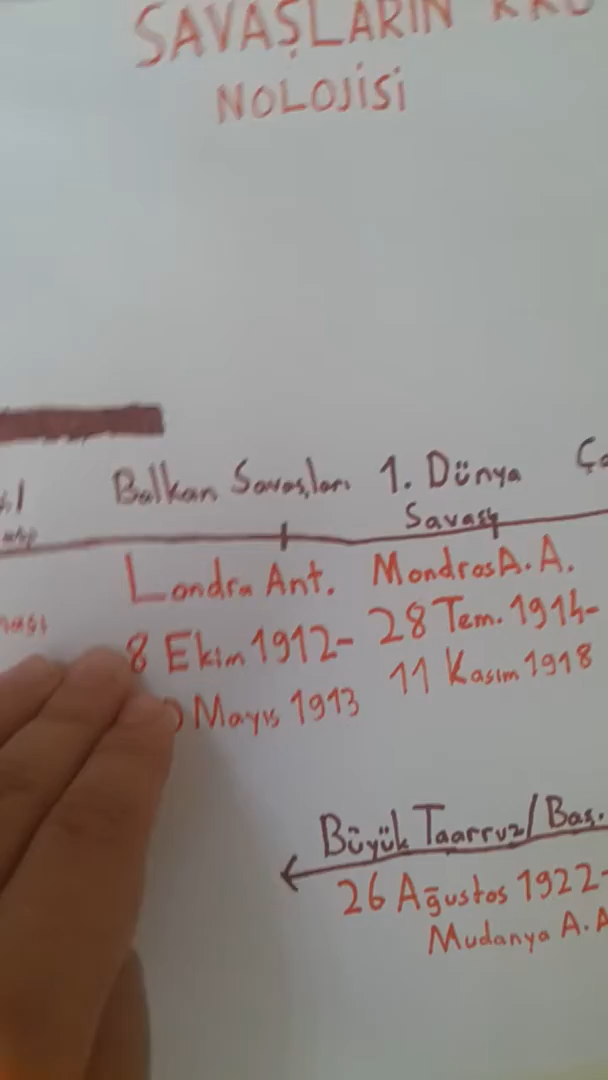 SAVAŞLARIN KRO
NOLOJİSİ
Balkan Savaşları 1. Dünya
Savaşı
Londra Ant. Mondros A. A.
8 Ekim 1912- 28 Tem. 1914-
Mayıs 1913 11 Kasım 1918
Büyük Taarruz/Baş.
26 Ağustos 1922-
Mudanya A. A